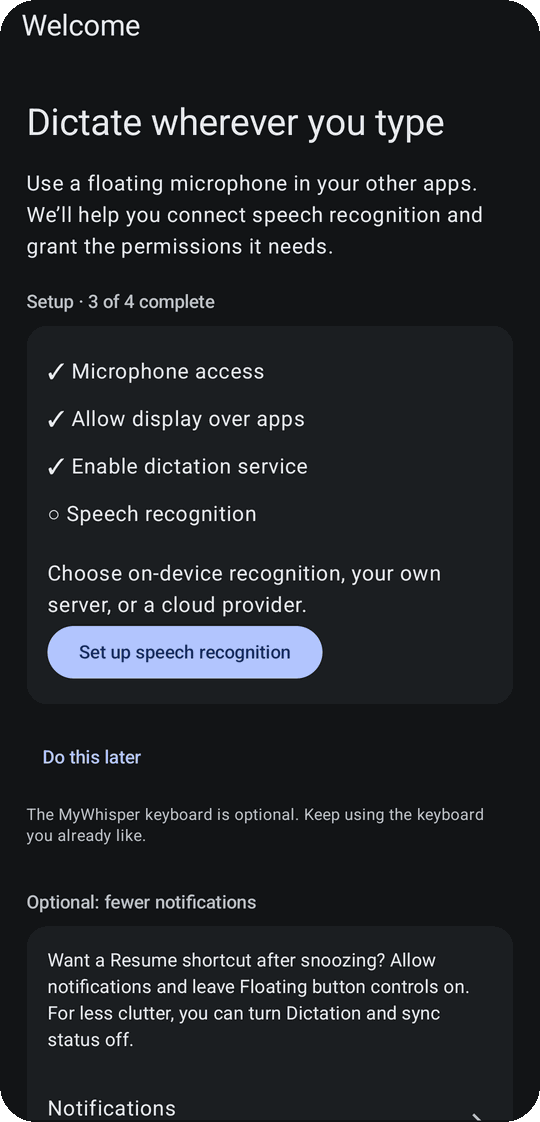 Welcome
Dictate wherever you type
Use a floating microphone in your other apps.
We’ll help you connect speech recognition and
grant the permissions it needs.
Setup · 3 of 4 complete
✓ Microphone access
✓ Allow display over apps
✓ Enable dictation service
○ Speech recognition
Choose on-device recognition, your own
server, or a cloud provider.
Set up speech recognition
Do this later
The MyWhisper keyboard is optional. Keep using the keyboard
you already like.
Optional: fewer notifications
Want a Resume shortcut after snoozing? Allow
notifications and leave Floating button controls on.
For less clutter, you can turn Dictation and sync
status off.
Notifications